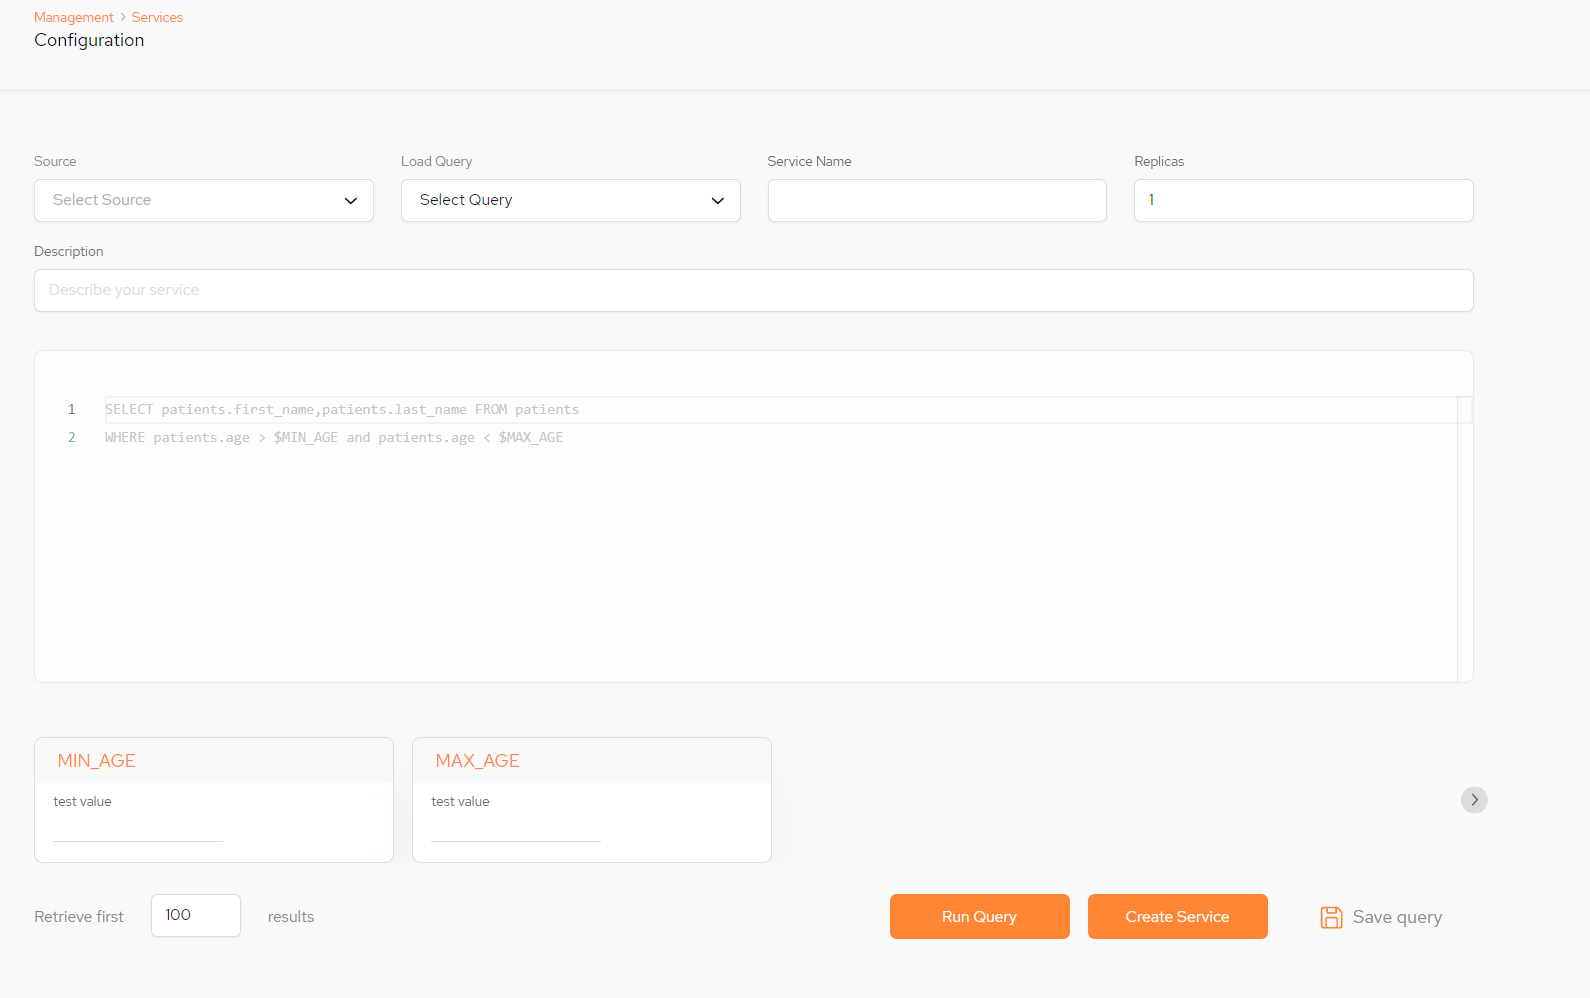 Management > Services
Configuration
Source
Load Query
Service Name
Replicas
Select Source
Select Query
1
Description
Describe your service
1 SELECT patients.first_name,patients.last_name FROM patients
2 WHERE patients.age > $MIN_AGE and patients.age < $MAX_AGE
MIN_AGE
test value
MAX_AGE
test value
Retrieve first 100 results
Run Query
Create Service
Save query